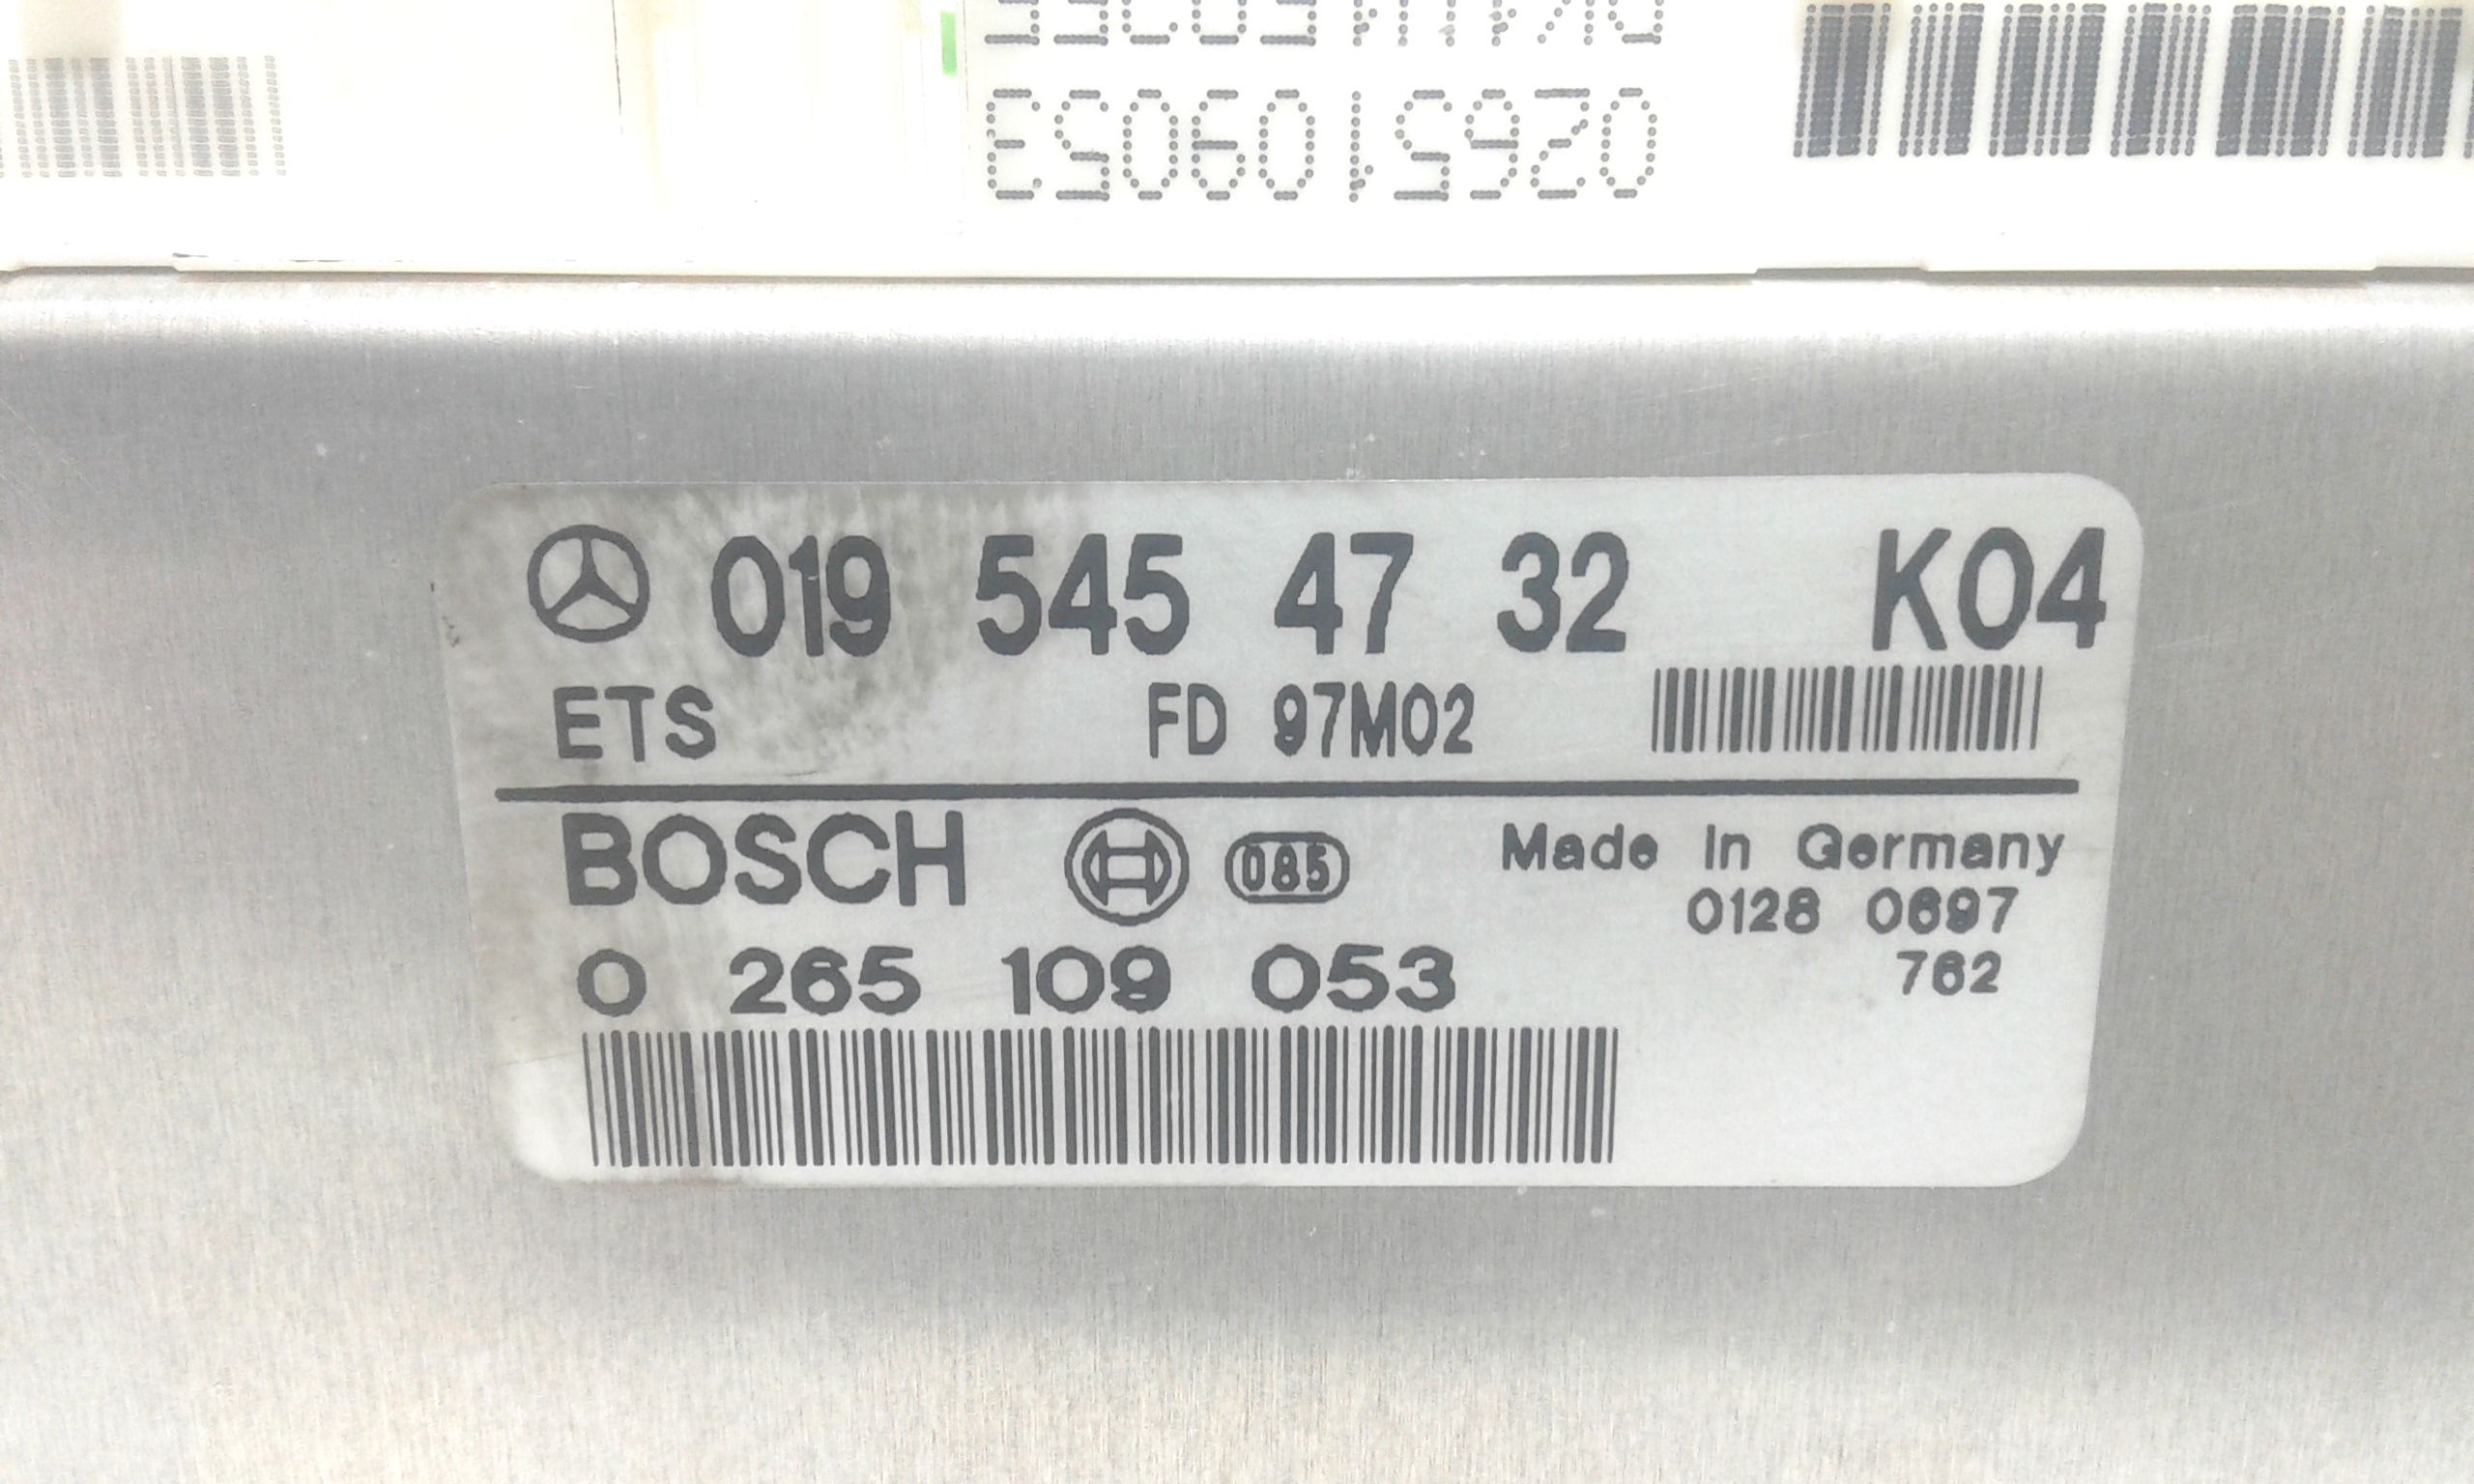 0265109053
019 545 47 32 K04
ETS FD 97M02
BOSCH 085 Made In Germany
0128 0697
0 265 109 053 762